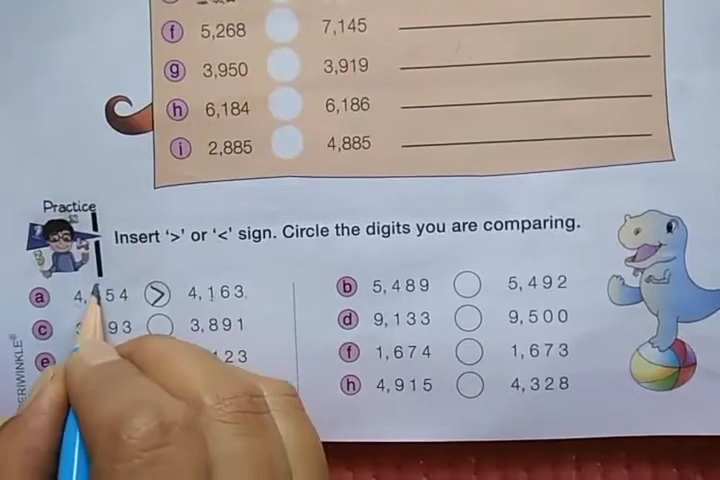 f 5,268 7,145
g 3,950 3,919
h 6,184 6,186
i 2,885 4,885
Practice
Insert '>' or '<' sign. Circle the digits you are comparing.
a 4, 54 > 4,163
b 5,489 5,492
c 93 3,891
d 9,133 9,500
e 23
f 1,674 1,673
h 4,915 4,328
RIWINKLE®